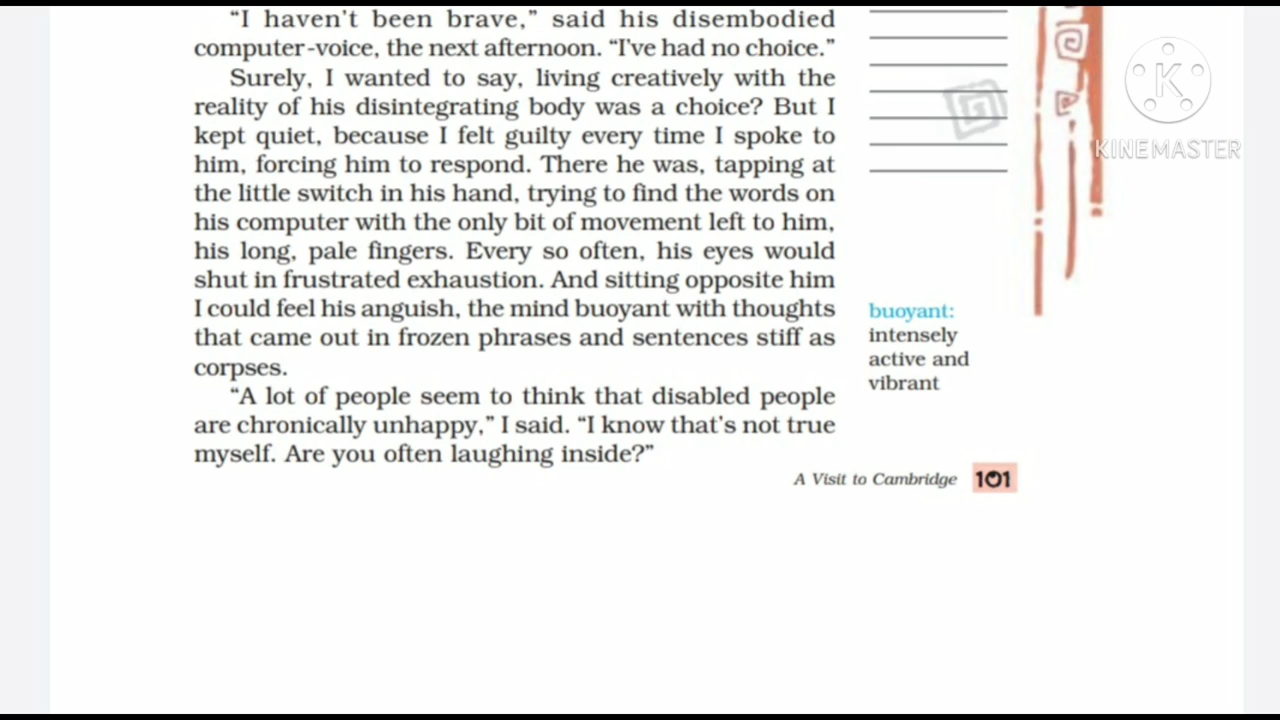 “I haven’t been brave,” said his disembodied
computer-voice, the next afternoon. “I’ve had no choice.”
Surely, I wanted to say, living creatively with the
reality of his disintegrating body was a choice? But I
kept quiet, because I felt guilty every time I spoke to
him, forcing him to respond. There he was, tapping at
the little switch in his hand, trying to find the words on
his computer with the only bit of movement left to him,
his long, pale fingers. Every so often, his eyes would
shut in frustrated exhaustion. And sitting opposite him
I could feel his anguish, the mind buoyant with thoughts
that came out in frozen phrases and sentences stiff as
corpses.
“A lot of people seem to think that disabled people
are chronically unhappy,” I said. “I know that’s not true
myself. Are you often laughing inside?”
buoyant:
intensely
active and
vibrant
A Visit to Cambridge 101
K
KINEMASTER